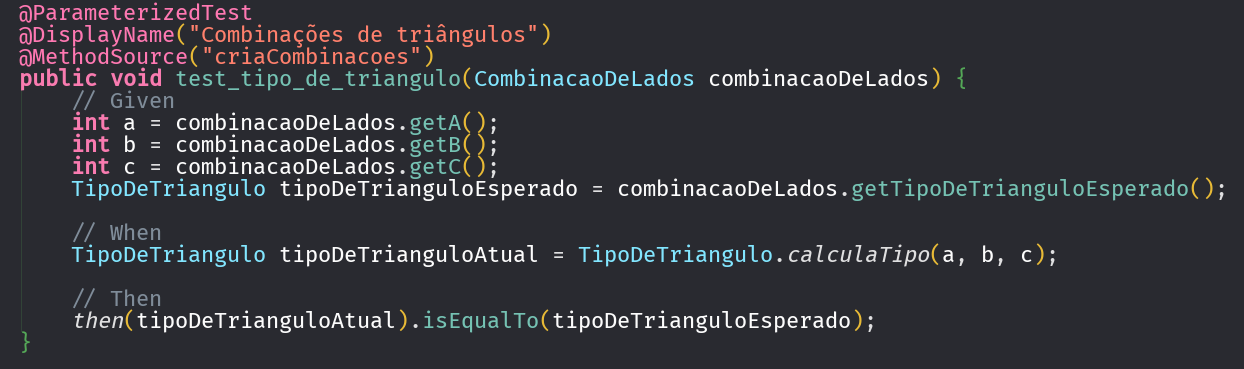 @ParameterizedTest
@DisplayName("Combinações de triângulos")
@MethodSource("criaCombinacoes")
public void test_tipo_de_triangulo(CombinacaoDeLados combinacaoDeLados) {
    // Given
    int a = combinacaoDeLados.getA();
    int b = combinacaoDeLados.getB();
    int c = combinacaoDeLados.getC();
    TipoDeTriangulo tipoDeTrianguloEsperado = combinacaoDeLados.getTipoDeTrianguloEsperado();

    // When
    TipoDeTriangulo tipoDeTrianguloAtual = TipoDeTriangulo.calculaTipo(a, b, c);

    // Then
    then(tipoDeTrianguloAtual).isEqualTo(tipoDeTrianguloEsperado);
}